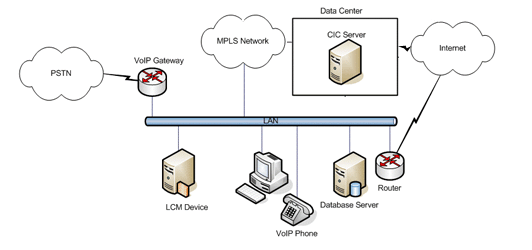 Data Center
MPLS Network
CIC Server
Internet
PSTN
VoIP Gateway
LAN
LCM Device
VoIP Phone
Database Server
Router